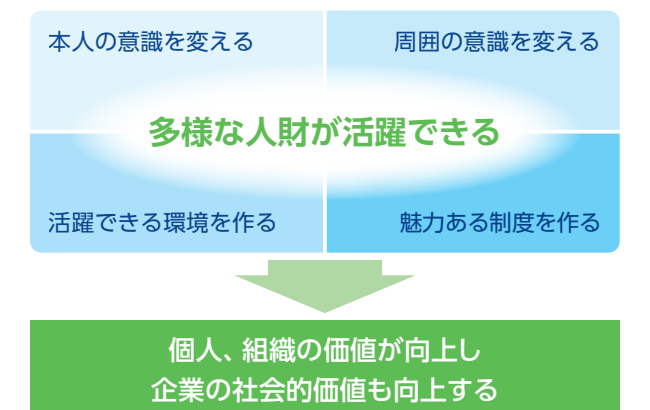 本人の意識を変える
周囲の意識を変える
多様な人財が活躍できる
活躍できる環境を作る
魅力ある制度を作る
個人、組織の価値が向上し
企業の社会的価値も向上する